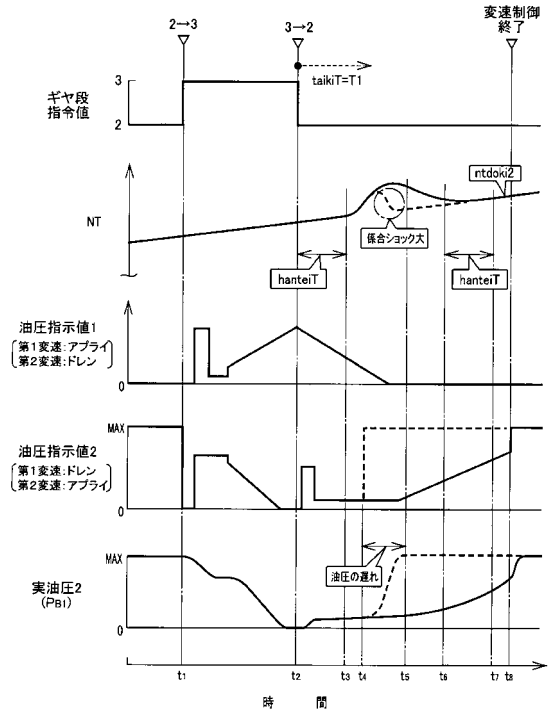 2→3
3→2
変速制御
終了
taikiT=T1
ギヤ段
指令値
3
2
ntdoki2
NT
係合ショック大
hanteiT
hanteiT
油圧指示値1
第1変速:アプライ
第2変速:ドレン
0
MAX
油圧指示値2
第1変速:ドレン
第2変速:アプライ
0
MAX
油圧の遅れ
実油圧2
(PB1)
0
t1 t2 t3 t4 t5 t6 t7 t8
時 間